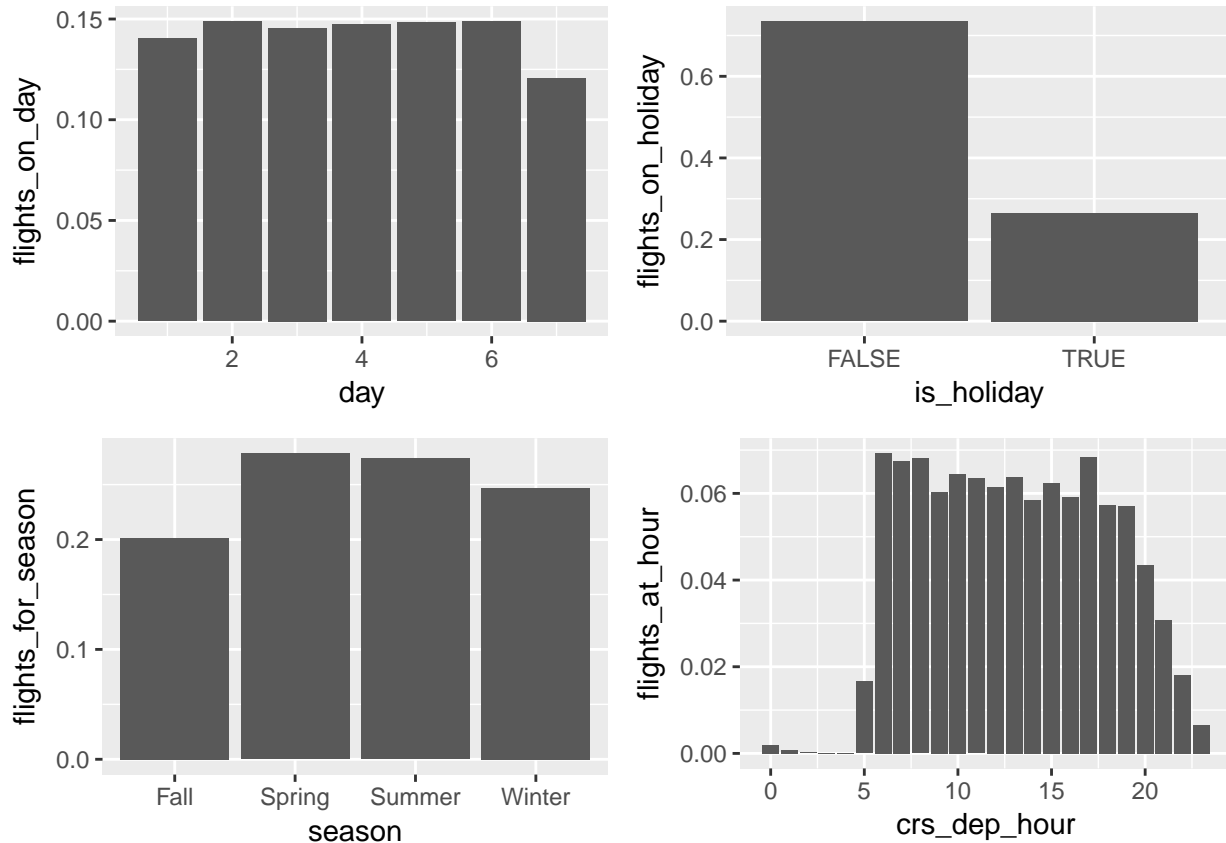 flights_on_day
0.15
0.10
0.05
0.00
2 4 6
day
flights_on_holiday
0.6
0.4
0.2
0.0
FALSE TRUE
is_holiday
flights_for_season
0.2
0.1
0.0
Fall Spring Summer Winter
season
flights_at_hour
0.06
0.04
0.02
0.00
0 5 10 15 20
crs_dep_hour